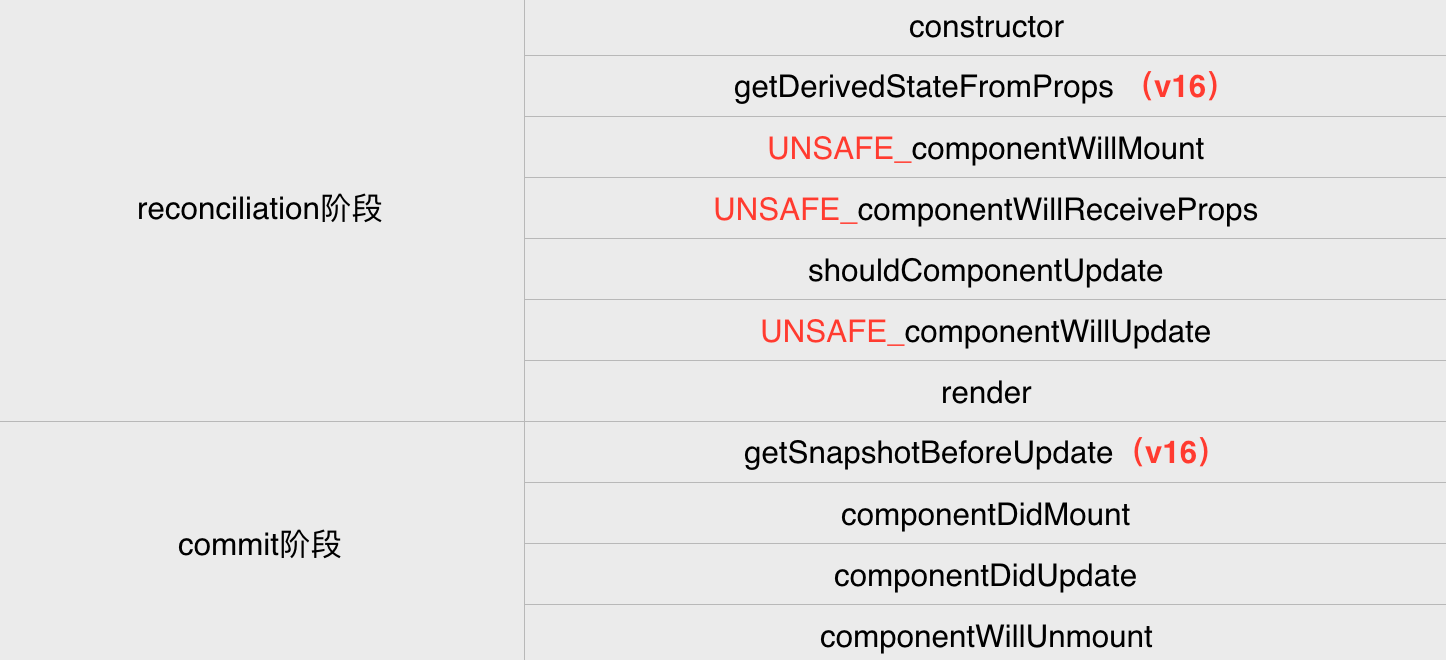 reconciliation阶段
constructor
getDerivedStateFromProps （v16）
UNSAFE_componentWillMount
UNSAFE_componentWillReceiveProps
shouldComponentUpdate
UNSAFE_componentWillUpdate
render
commit阶段
getSnapshotBeforeUpdate（v16）
componentDidMount
componentDidUpdate
componentWillUnmount